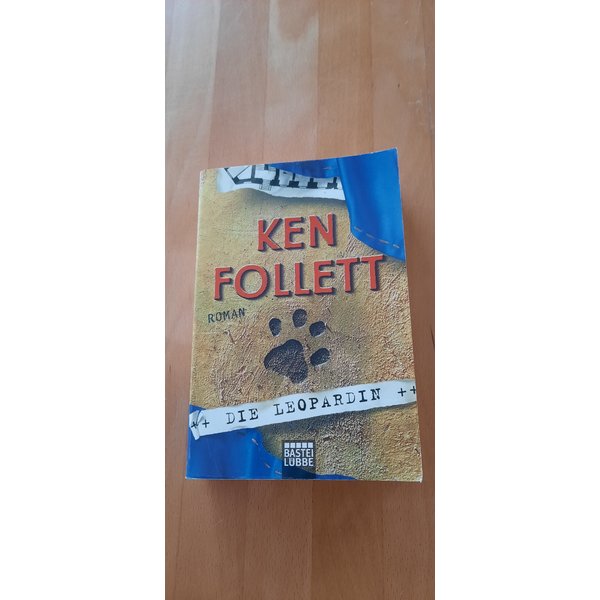 KEN
FOLLETT
ROMAN
++ DIE LEOPARDIN ++
BASTEI
LÜBBE